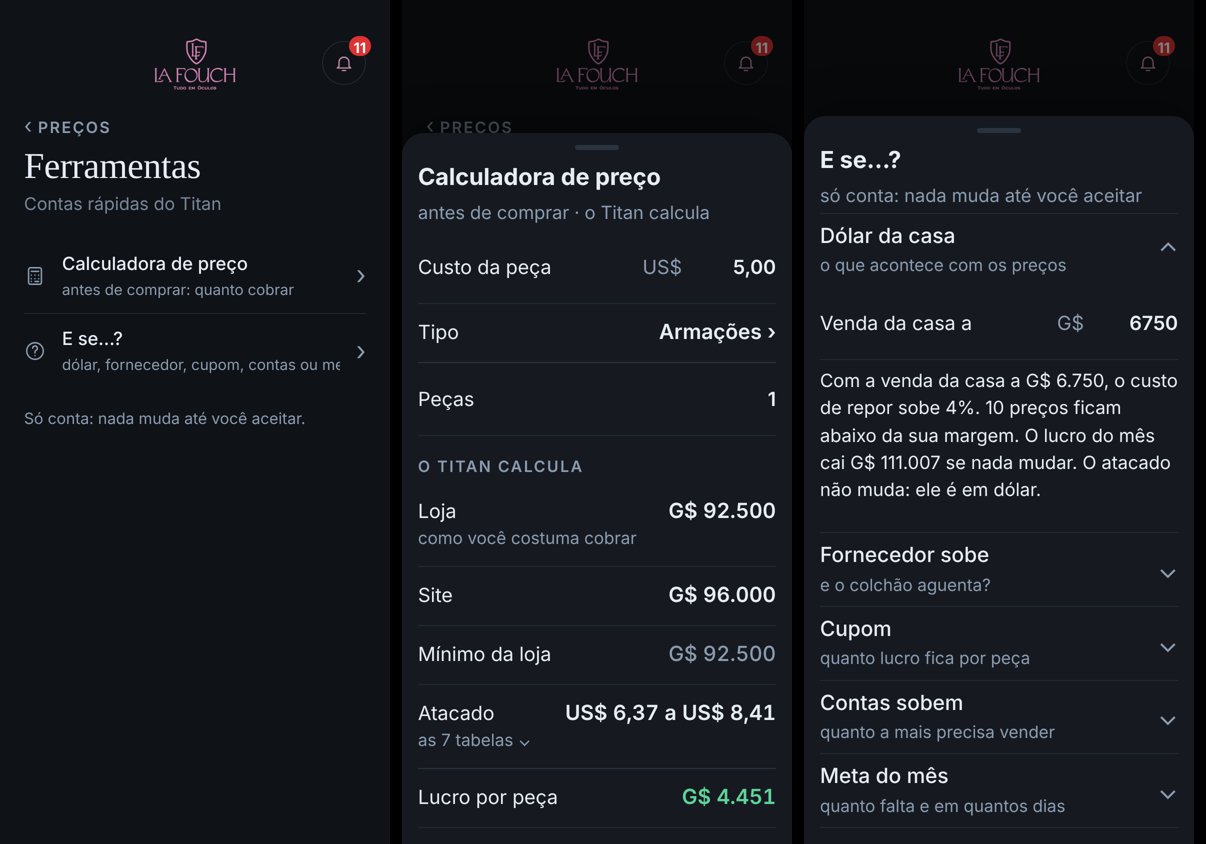 LF
LA FOUCH
TUDO EM ÓCULOS
11
‹ PREÇOS
Ferramentas
Contas rápidas do Titan
Calculadora de preço
antes de comprar: quanto cobrar
E se…?
dólar, fornecedor, cupom, contas ou me
Só conta: nada muda até você aceitar.
LF
LA FOUCH
TUDO EM ÓCULOS
11
‹ PREÇOS
Calculadora de preço
antes de comprar · o Titan calcula
Custo da peça US$ 5,00
Tipo Armações ›
Peças 1
O TITAN CALCULA
Loja G$ 92.500
como você costuma cobrar
Site G$ 96.000
Mínimo da loja G$ 92.500
Atacado US$ 6,37 a US$ 8,41
as 7 tabelas
Lucro por peça G$ 4.451
LF
LA FOUCH
TUDO EM ÓCULOS
11
E se…?
só conta: nada muda até você aceitar
Dólar da casa
o que acontece com os preços
Venda da casa a G$ 6750
Com a venda da casa a G$ 6.750, o custo
de repor sobe 4%. 10 preços ficam
abaixo da sua margem. O lucro do mês
cai G$ 111.007 se nada mudar. O atacado
não muda: ele é em dólar.
Fornecedor sobe
e o colchão aguenta?
Cupom
quanto lucro fica por peça
Contas sobem
quanto a mais precisa vender
Meta do mês
quanto falta e em quantos dias